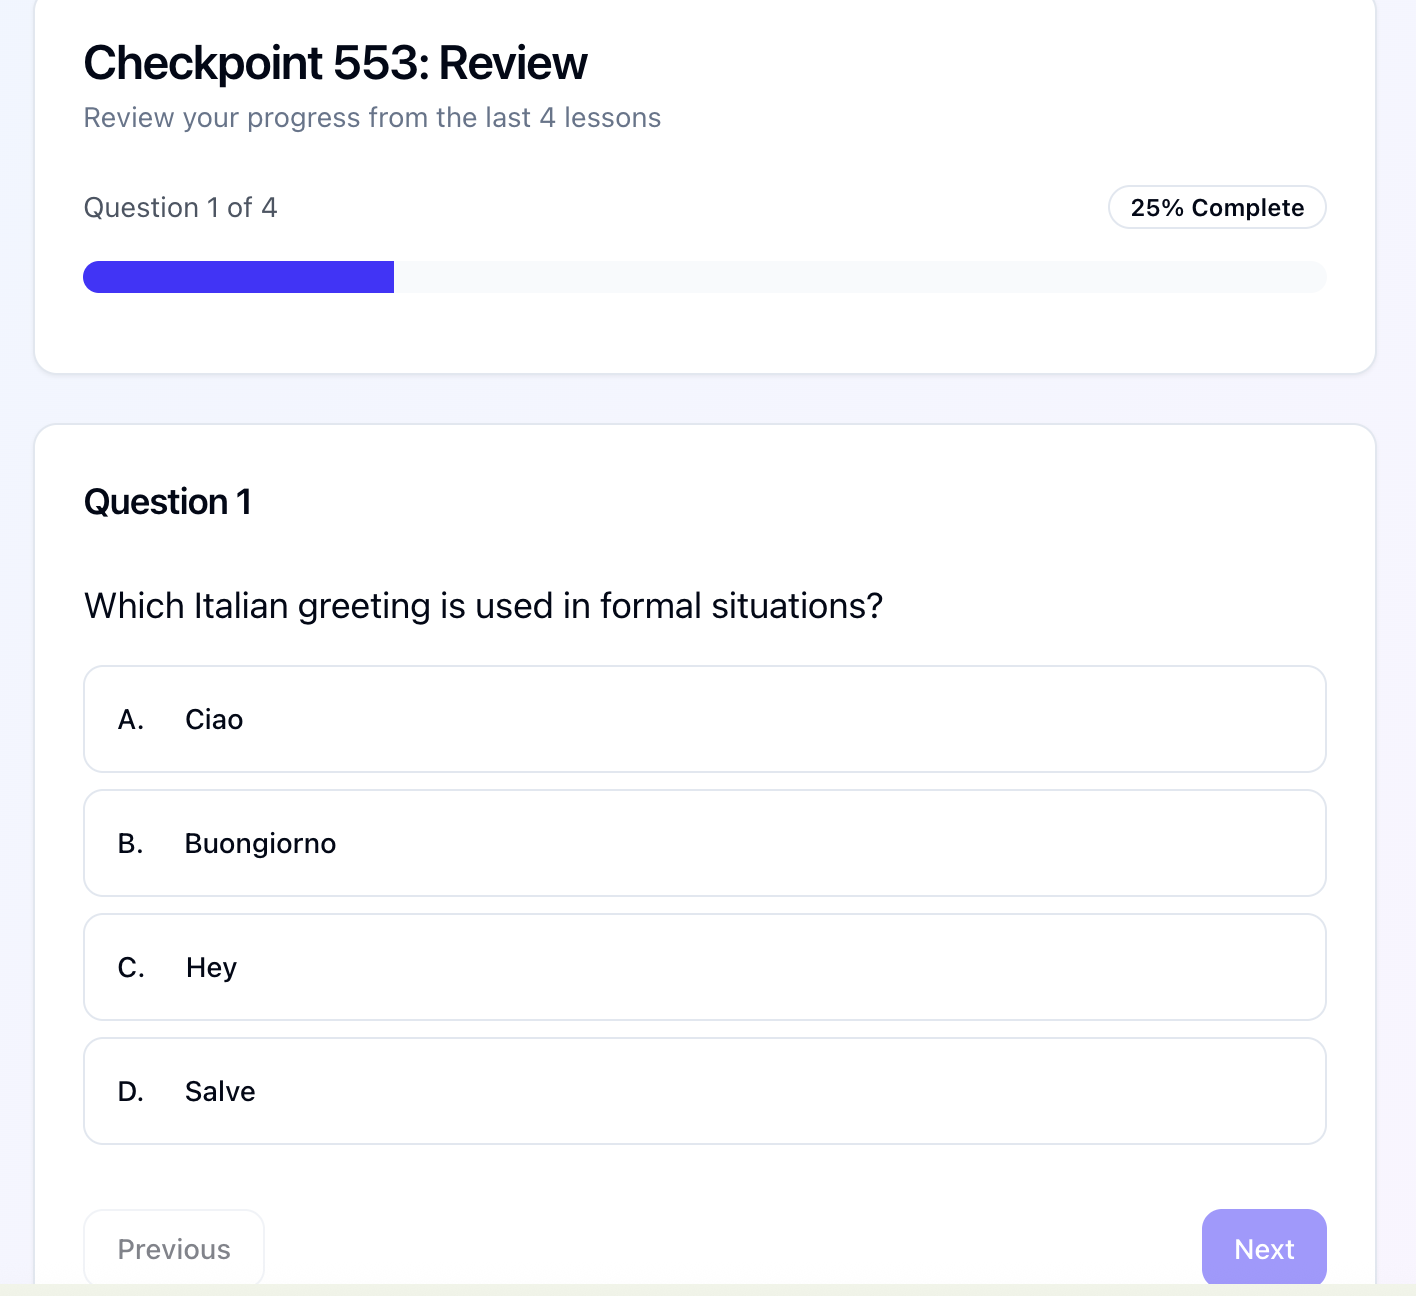 Checkpoint 553: Review
Review your progress from the last 4 lessons
Question 1 of 4
25% Complete
Question 1
Which Italian greeting is used in formal situations?
A. Ciao
B. Buongiorno
C. Hey
D. Salve
Previous
Next